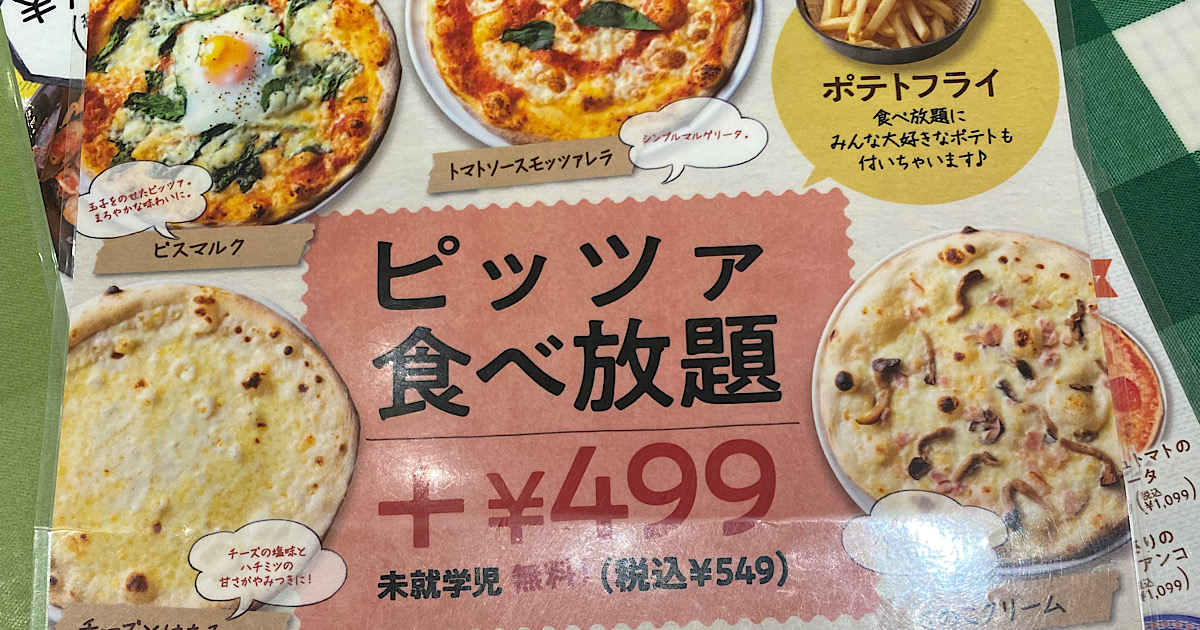 ポテトフライ
食べ放題に
みんな大好きなポテトも
付いちゃいます♪
シンプルマルゲリータ。
トマトソースモッツァレラ
玉子をのせたピッツァ。
まろやかな味わいに。
ビスマルク
ピッツァ
食べ放題
+¥499
未就学児 無料!
(税込¥549)
チーズの塩味と
ハチミツの
甘さがやみつきに!
クリーム
トマトの
ータ
(税込
¥1,099)
りの
アンコ
¥1,099)